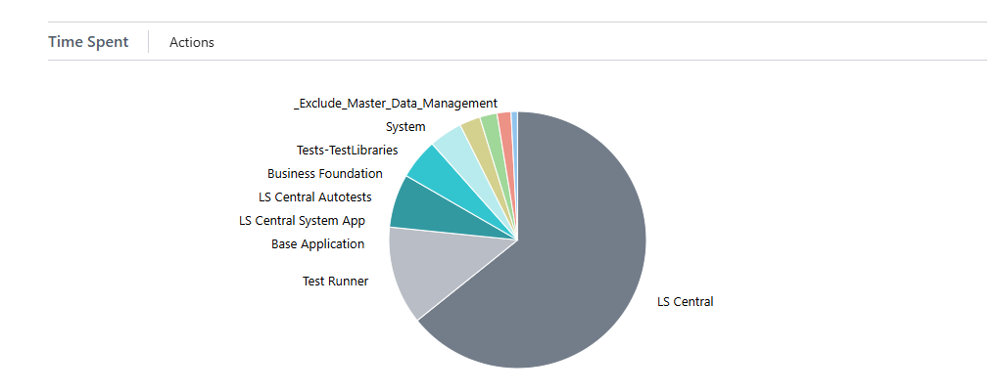 Time Spent
Actions
_Exclude_Master_Data_Management
System
Tests-TestLibraries
Business Foundation
LS Central Autotests
LS Central System App
Base Application
Test Runner
LS Central